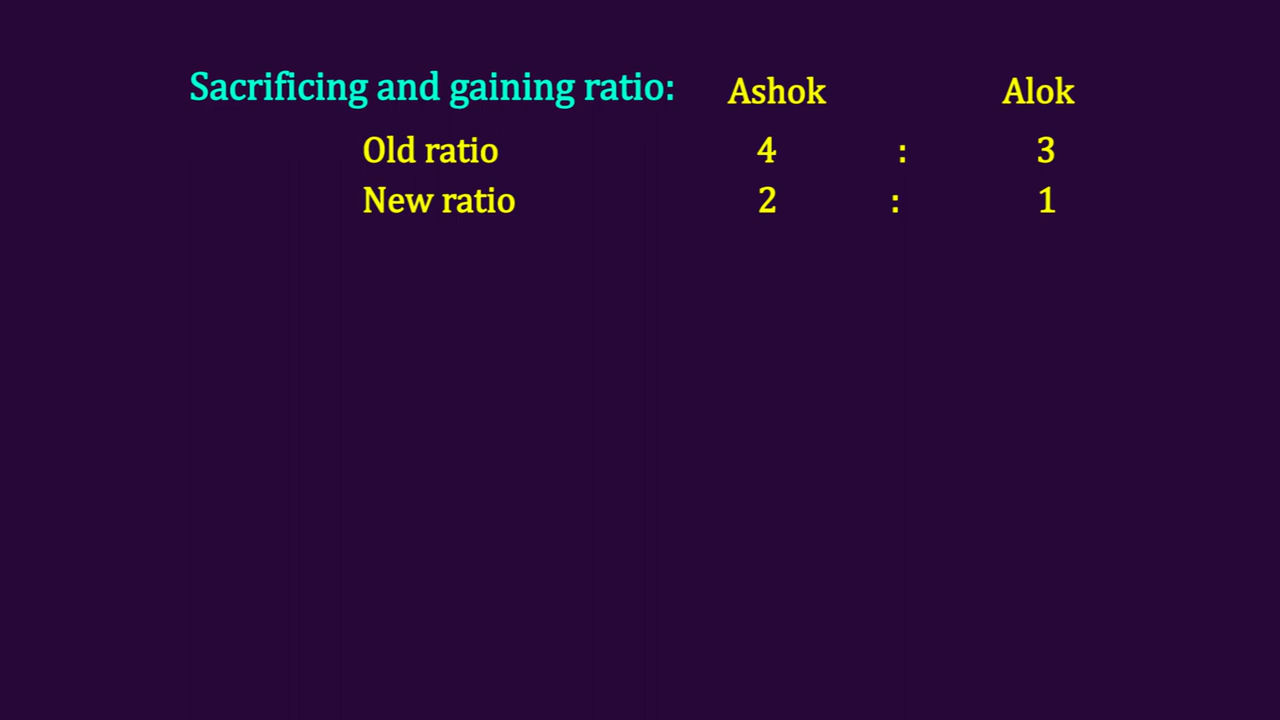 Sacrificing and gaining ratio: Ashok Alok
Old ratio 4 : 3
New ratio 2 : 1